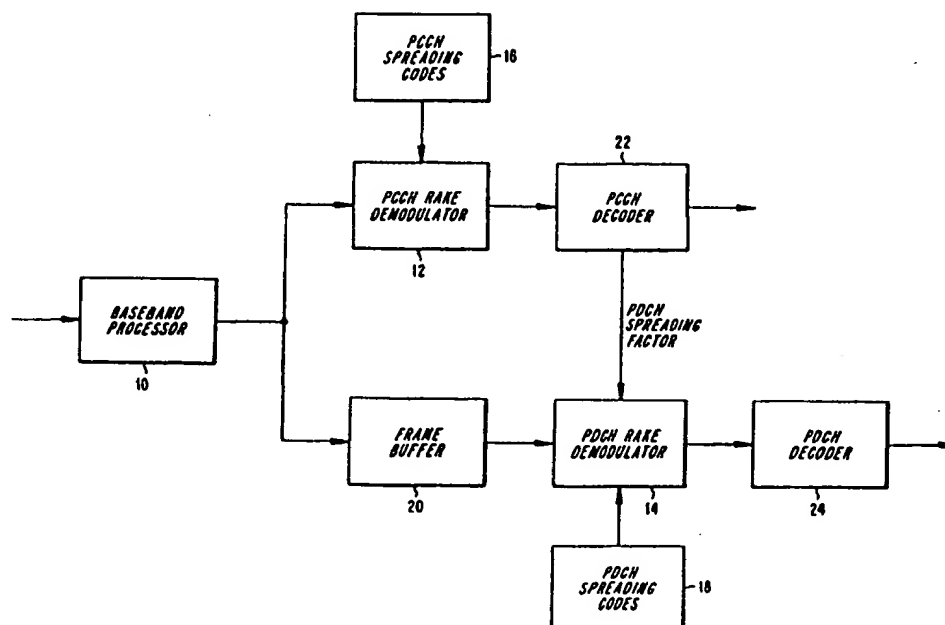 PCCH
SPREADING
CODES
16
PCCH RAKE
DEMODULATOR
12
22
PCCH
DECODER
BASEBAND
PROCESSOR
10
PDCH
SPREADING
FACTOR
FRAME
BUFFER
20
PDCH RAKE
DEMODULATOR
14
PDCH
DECODER
24
PDCH
SPREADING
CODES
18